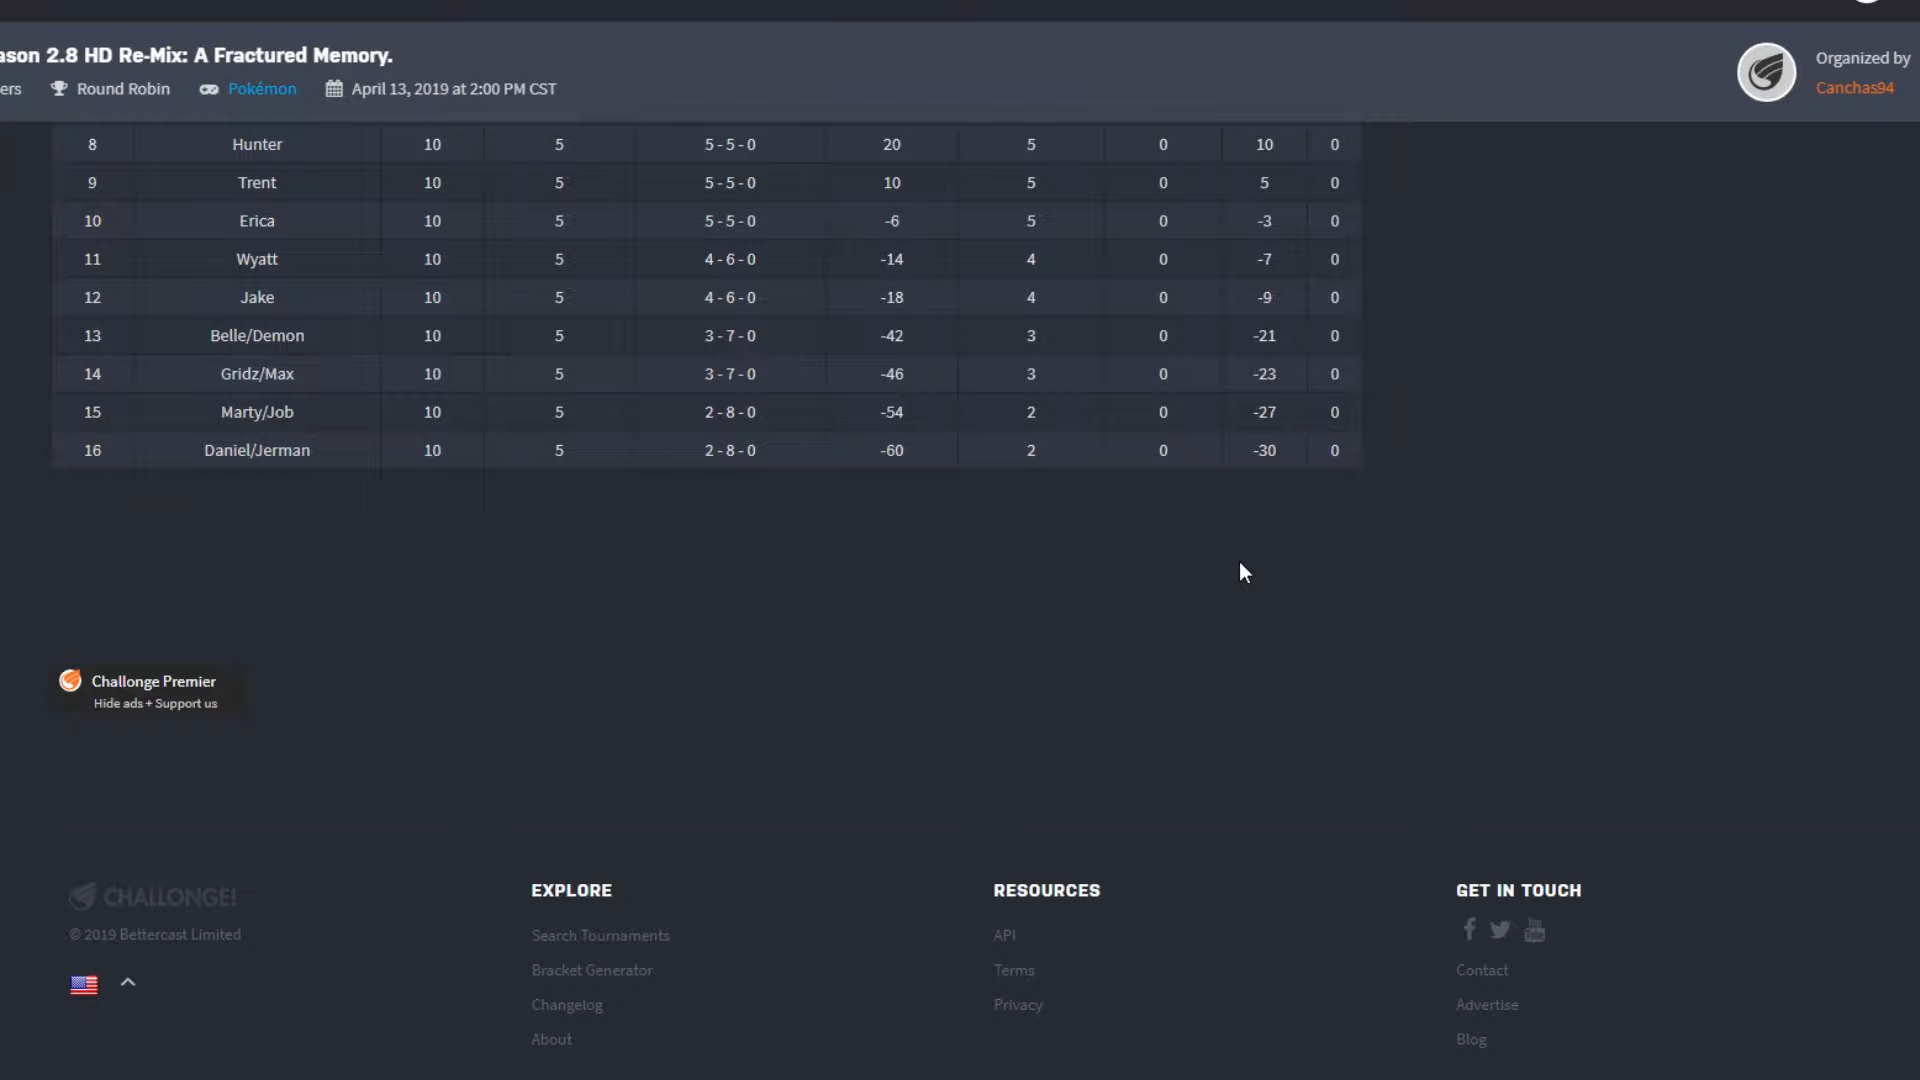 ason 2.8 HD Re-Mix: A Fractured Memory.
ers Round Robin Pokémon April 13, 2019 at 2:00 PM CST
Organized by
Canchas94
8 Hunter 10 5 5 - 5 - 0 20 5 0 10 0
9 Trent 10 5 5 - 5 - 0 10 5 0 5 0
10 Erica 10 5 5 - 5 - 0 -6 5 0 -3 0
11 Wyatt 10 5 4 - 6 - 0 -14 4 0 -7 0
12 Jake 10 5 4 - 6 - 0 -18 4 0 -9 0
13 Belle/Demon 10 5 3 - 7 - 0 -42 3 0 -21 0
14 Gridz/Max 10 5 3 - 7 - 0 -46 3 0 -23 0
15 Marty/Job 10 5 2 - 8 - 0 -54 2 0 -27 0
16 Daniel/Jerman 10 5 2 - 8 - 0 -60 2 0 -30 0
Challonge Premier
Hide ads + Support us
CHALLONGE!
© 2019 Bettercast Limited
EXPLORE
Search Tournaments
Bracket Generator
Changelog
About
RESOURCES
API
Terms
Privacy
GET IN TOUCH
You Tube
Contact
Advertise
Blog